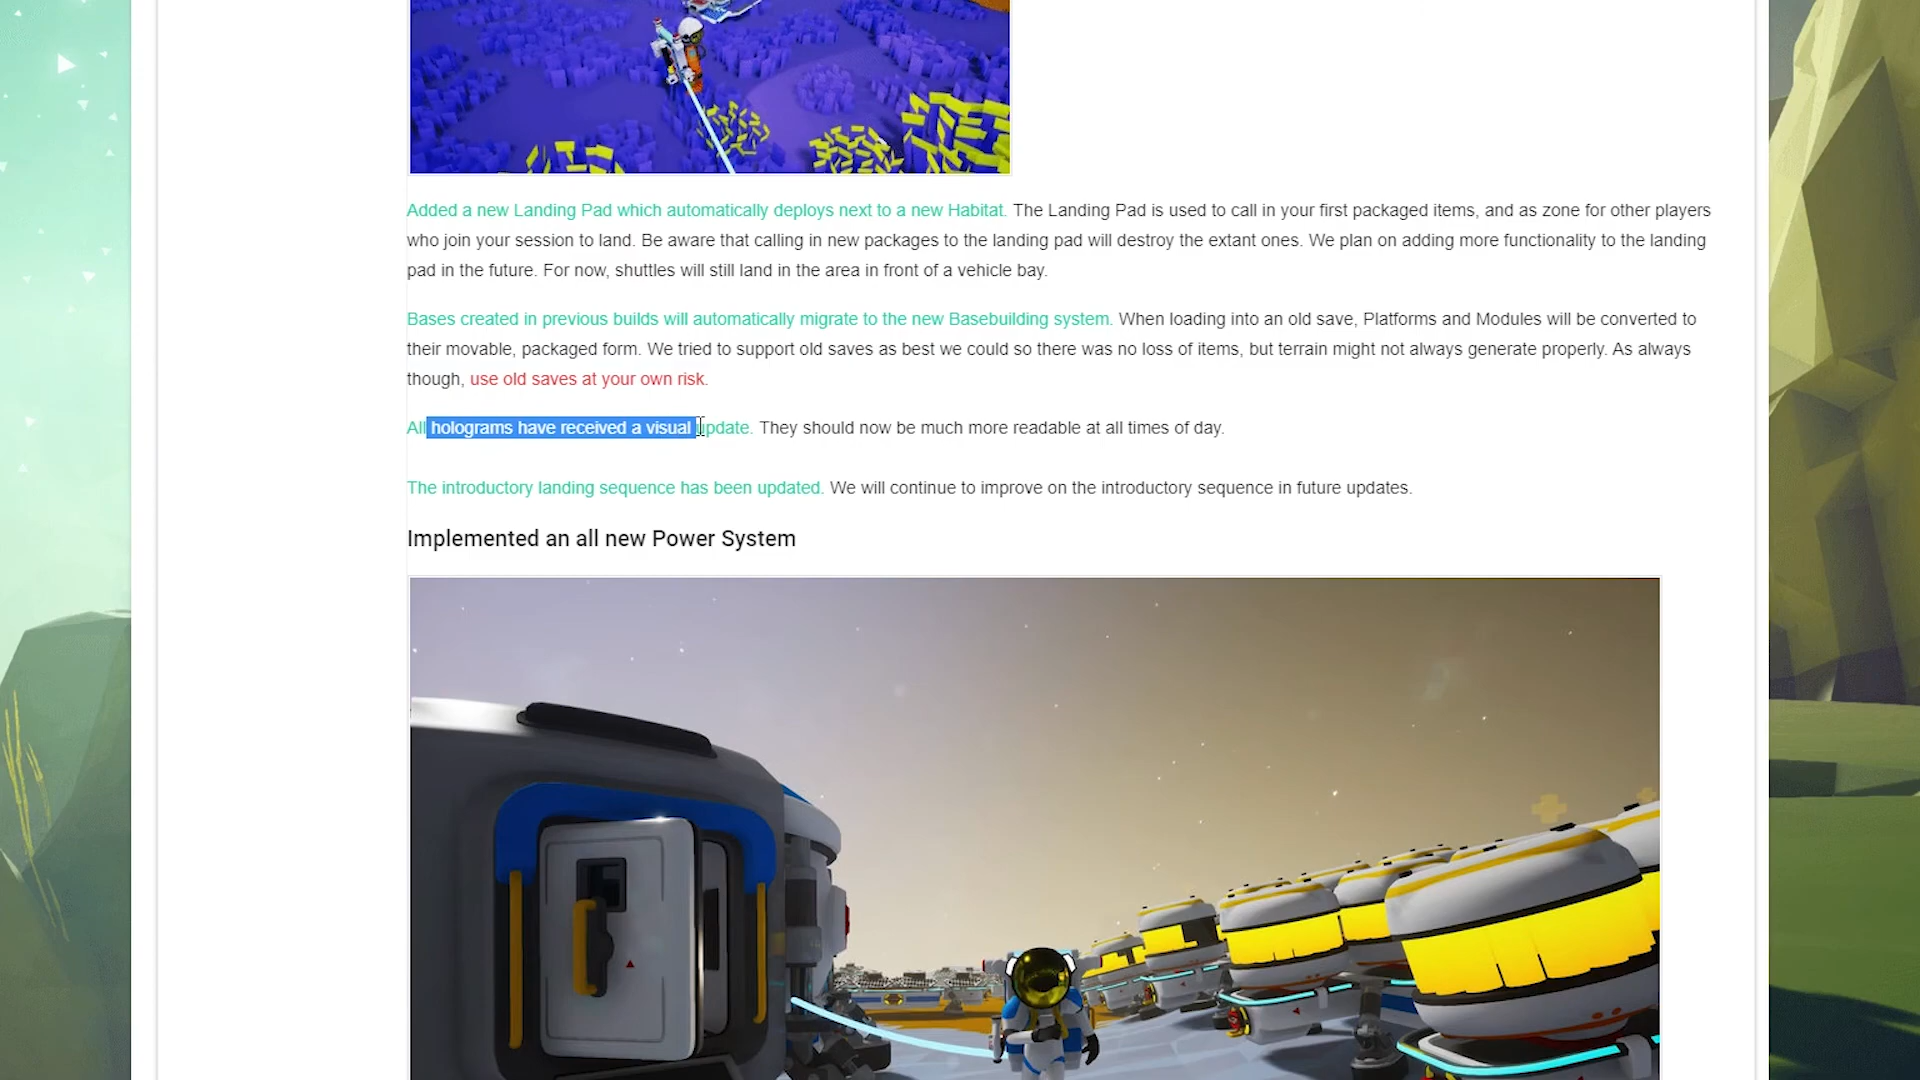 Added a new Landing Pad which automatically deploys next to a new Habitat. The Landing Pad is used to call in your first packaged items, and as zone for other players
who join your session to land. Be aware that calling in new packages to the landing pad will destroy the extant ones. We plan on adding more functionality to the landing
pad in the future. For now, shuttles will still land in the area in front of a vehicle bay.
Bases created in previous builds will automatically migrate to the new Basebuilding system. When loading into an old save, Platforms and Modules will be converted to
their movable, packaged form. We tried to support old saves as best we could so there was no loss of items, but terrain might not always generate properly. As always
though, use old saves at your own risk.
All holograms have received a visual update. They should now be much more readable at all times of day.
The introductory landing sequence has been updated. We will continue to improve on the introductory sequence in future updates.
Implemented an all new Power System